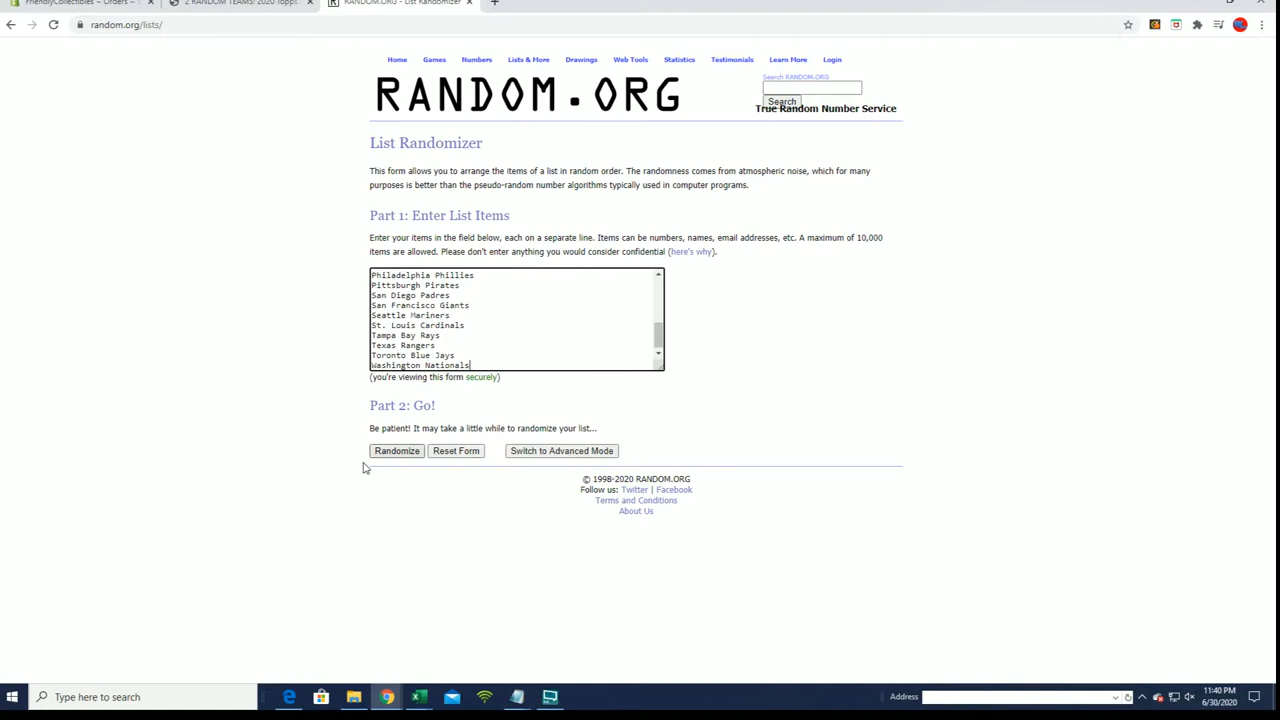 FriendlyCollectibles – Orders –
2 RANDOM TEAMS: 2020 Topps
RANDOM.ORG - List Randomizer
random.org/lists/
Home Games Numbers Lists & More Drawings Web Tools Statistics Testimonials Learn More Login
RANDOM.ORG
Search RANDOM.ORG
Search
True Random Number Service
List Randomizer
This form allows you to arrange the items of a list in random order. The randomness comes from atmospheric noise, which for many
purposes is better than the pseudo-random number algorithms typically used in computer programs.
Part 1: Enter List Items
Enter your items in the field below, each on a separate line. Items can be numbers, names, email addresses, etc. A maximum of 10,000
items are allowed. Please don't enter anything you would consider confidential (here's why).
Philadelphia Phillies
Pittsburgh Pirates
San Diego Padres
San Francisco Giants
Seattle Mariners
St. Louis Cardinals
Tampa Bay Rays
Texas Rangers
Toronto Blue Jays
Washington Nationals
(you're viewing this form securely)
Part 2: Go!
Be patient! It may take a little while to randomize your list...
Randomize Reset Form Switch to Advanced Mode
© 1998-2020 RANDOM.ORG
Follow us: Twitter | Facebook
Terms and Conditions
About Us
Type here to search
Address
11:40 PM
6/30/2020